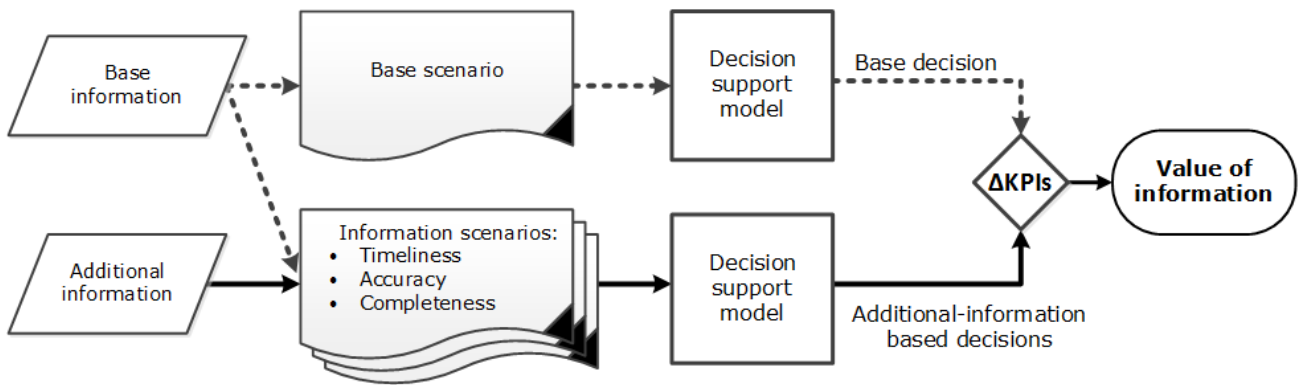 Base
information
Base scenario
Decision
support
model
Base decision
ΔKPIs
Value of
information
Additional
information
Information scenarios:
• Timeliness
• Accuracy
• Completeness
Decision
support
model
Additional-information
based decisions